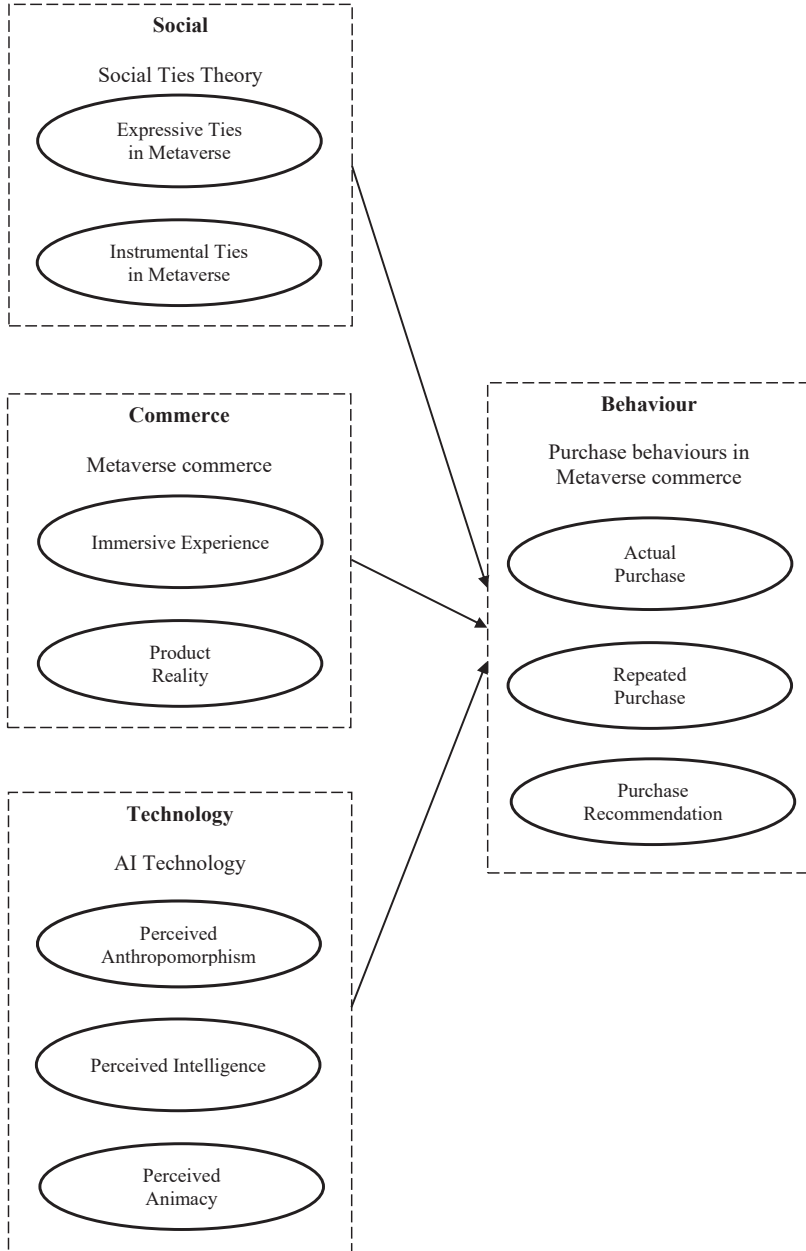 Social
Social Ties Theory
Expressive Ties
in Metaverse
Instrumental Ties
in Metaverse
Commerce
Metaverse commerce
Immersive Experience
Product
Reality
Technology
AI Technology
Perceived
Anthropomorphism
Perceived Intelligence
Perceived
Animacy
Behaviour
Purchase behaviours in
Metaverse commerce
Actual
Purchase
Repeated
Purchase
Purchase
Recommendation